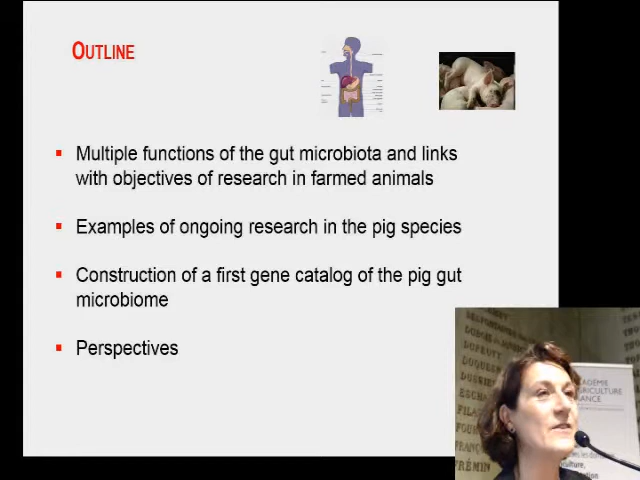 OUTLINE
Multiple functions of the gut microbiota and links
with objectives of research in farmed animals
Examples of ongoing research in the pig species
Construction of a first gene catalog of the pig gut
microbiome
Perspectives